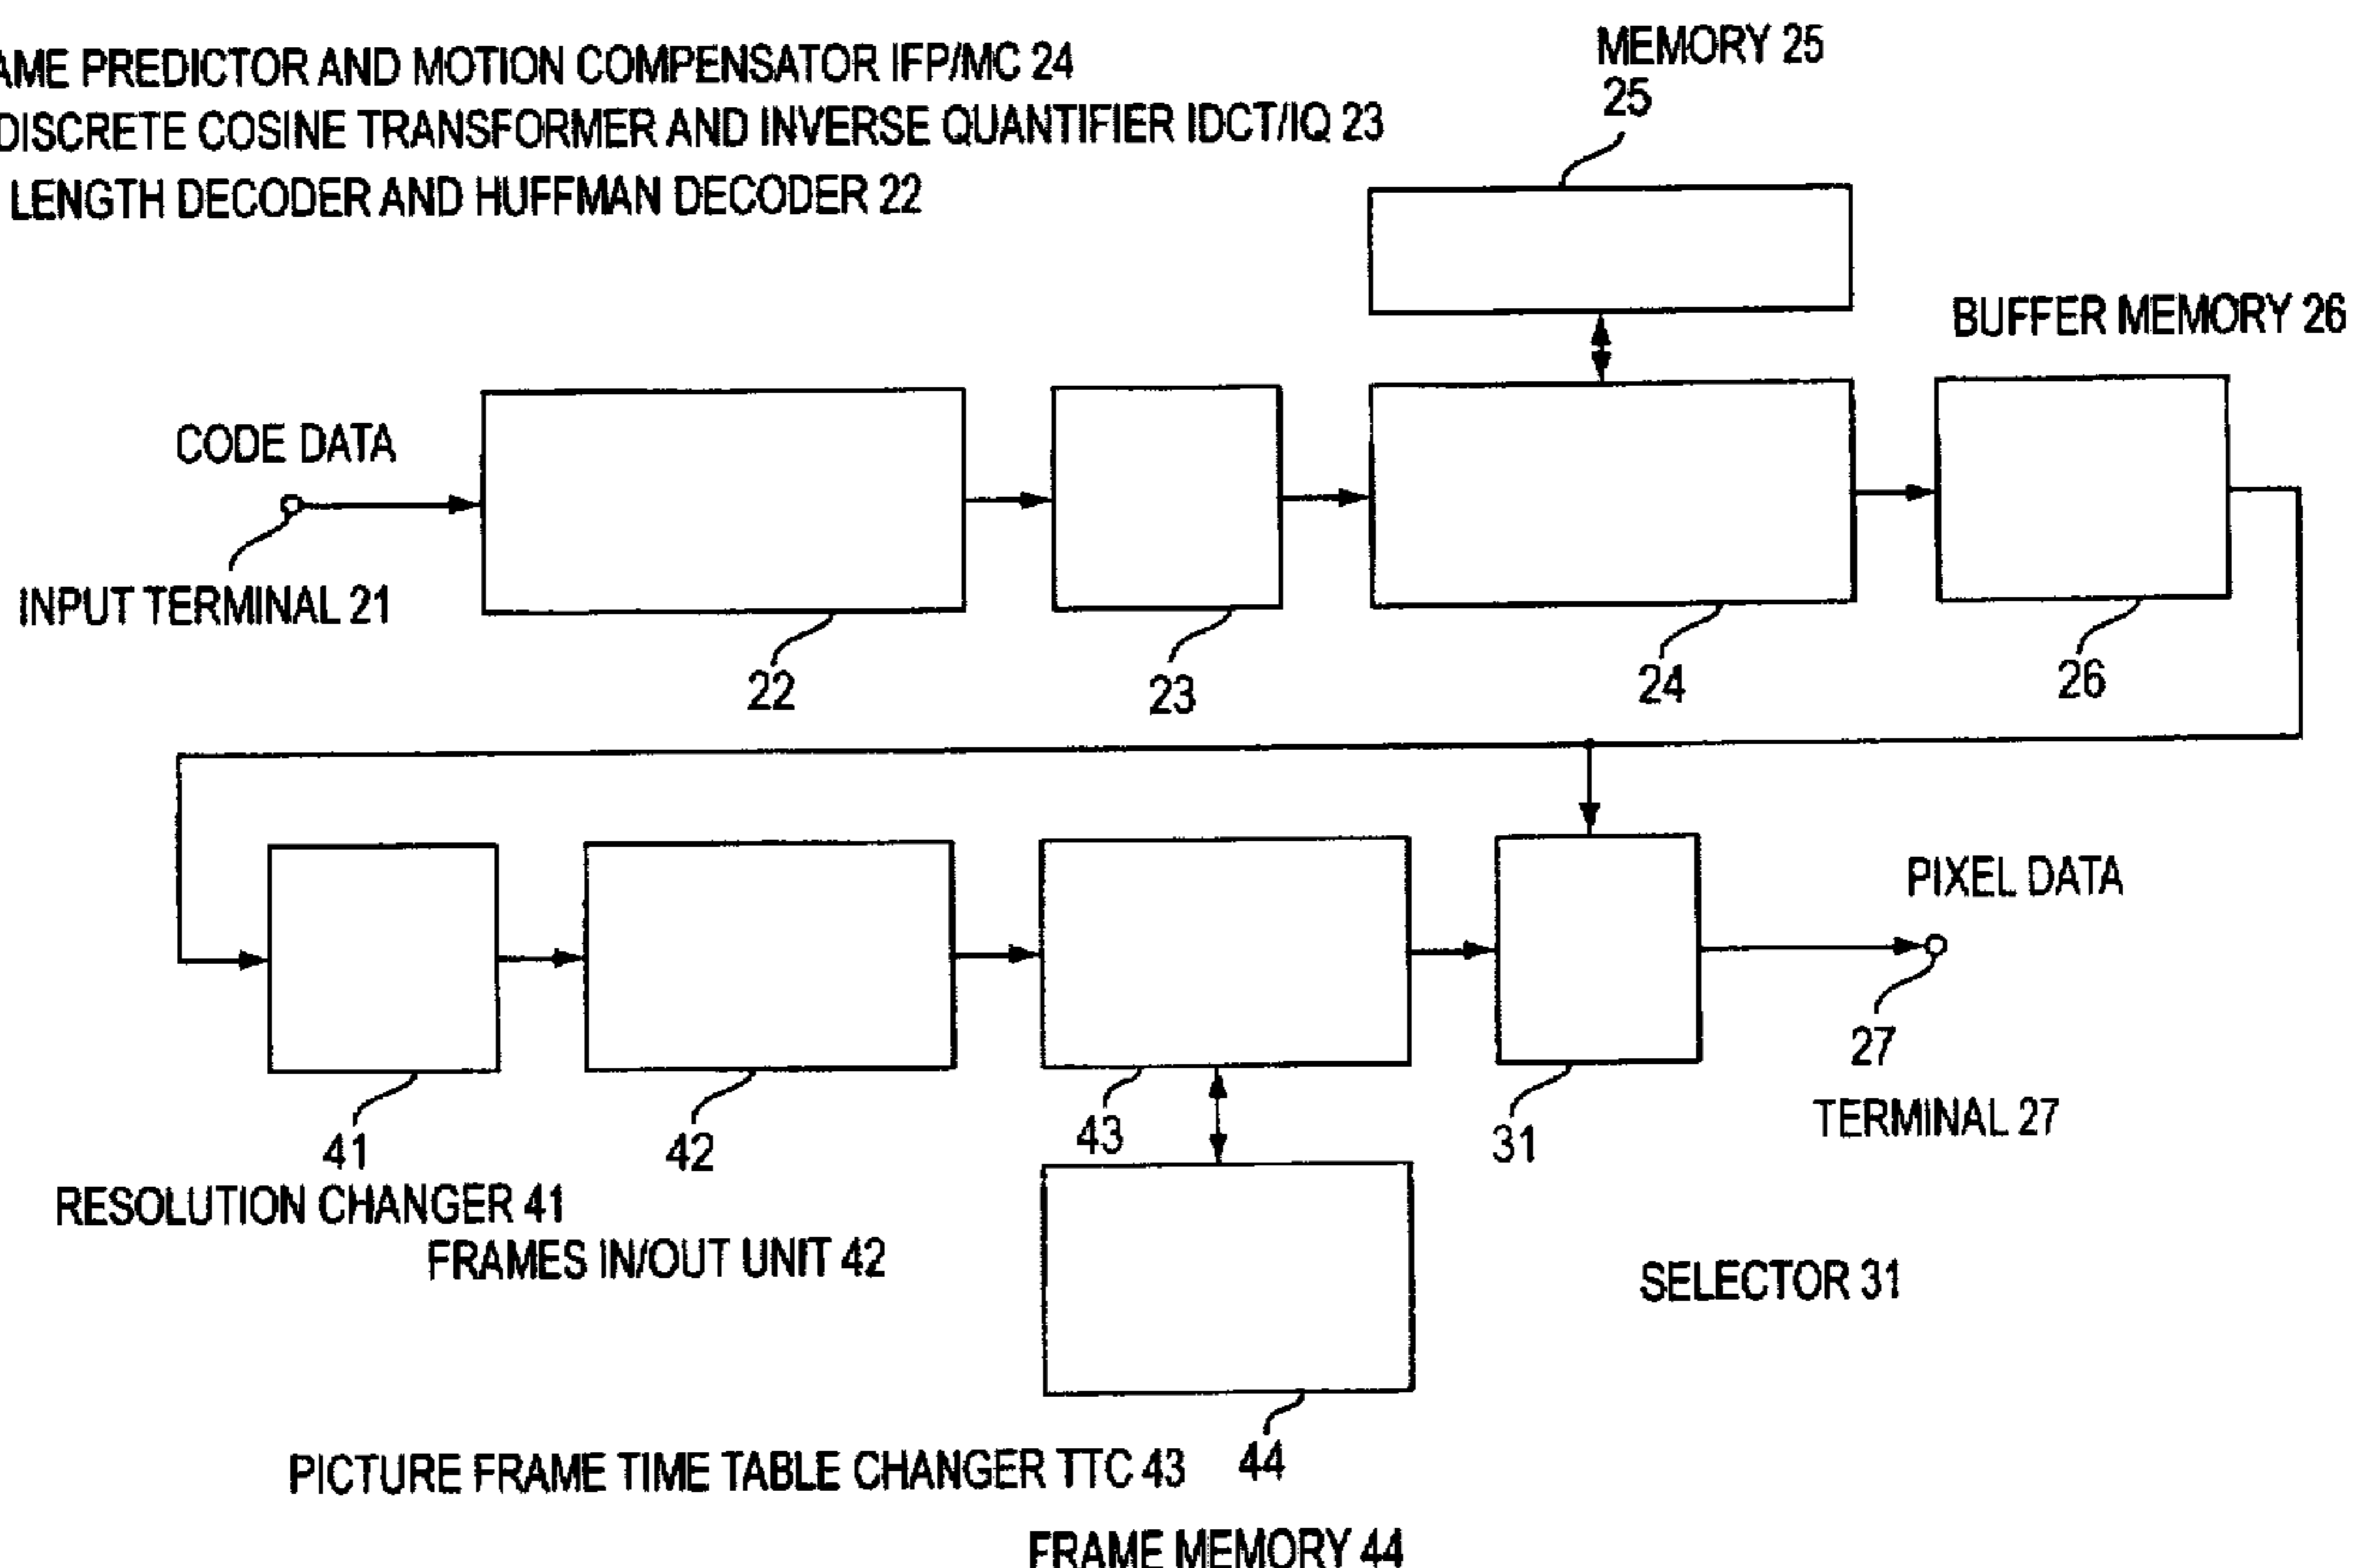 PREDICTOR AND MOTION COMPENSATOR IFP/MC 24
MEMORY 25
25
DISCRETE COSINE TRANSFORMER AND INVERSE QUANTIFIER IDCT/IQ 23
LENGTH DECODER AND HUFFMAN DECODER 22
BUFFER MEMORY 26
CODE DATA
INPUT TERMINAL 21
22
23
24
26
PIXEL DATA
27
TERMINAL 27
41
42
43
31
RESOLUTION CHANGER 41
FRAMES IN/OUT UNIT 42
SELECTOR 31
44
PICTURE FRAME TIME TABLE CHANGER TTC 43
FRAME MEMORY 44